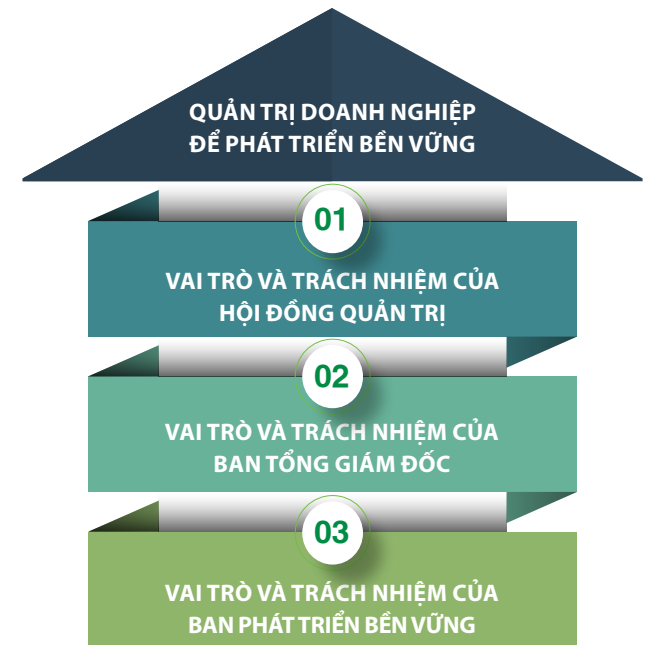 QUẢN TRỊ DOANH NGHIỆP
ĐỂ PHÁT TRIỂN BỀN VỮNG
01
VAI TRÒ VÀ TRÁCH NHIỆM CỦA
HỘI ĐỒNG QUẢN TRỊ
02
VAI TRÒ VÀ TRÁCH NHIỆM CỦA
BAN TỔNG GIÁM ĐỐC
03
VAI TRÒ VÀ TRÁCH NHIỆM CỦA
BAN PHÁT TRIỂN BỀN VỮNG